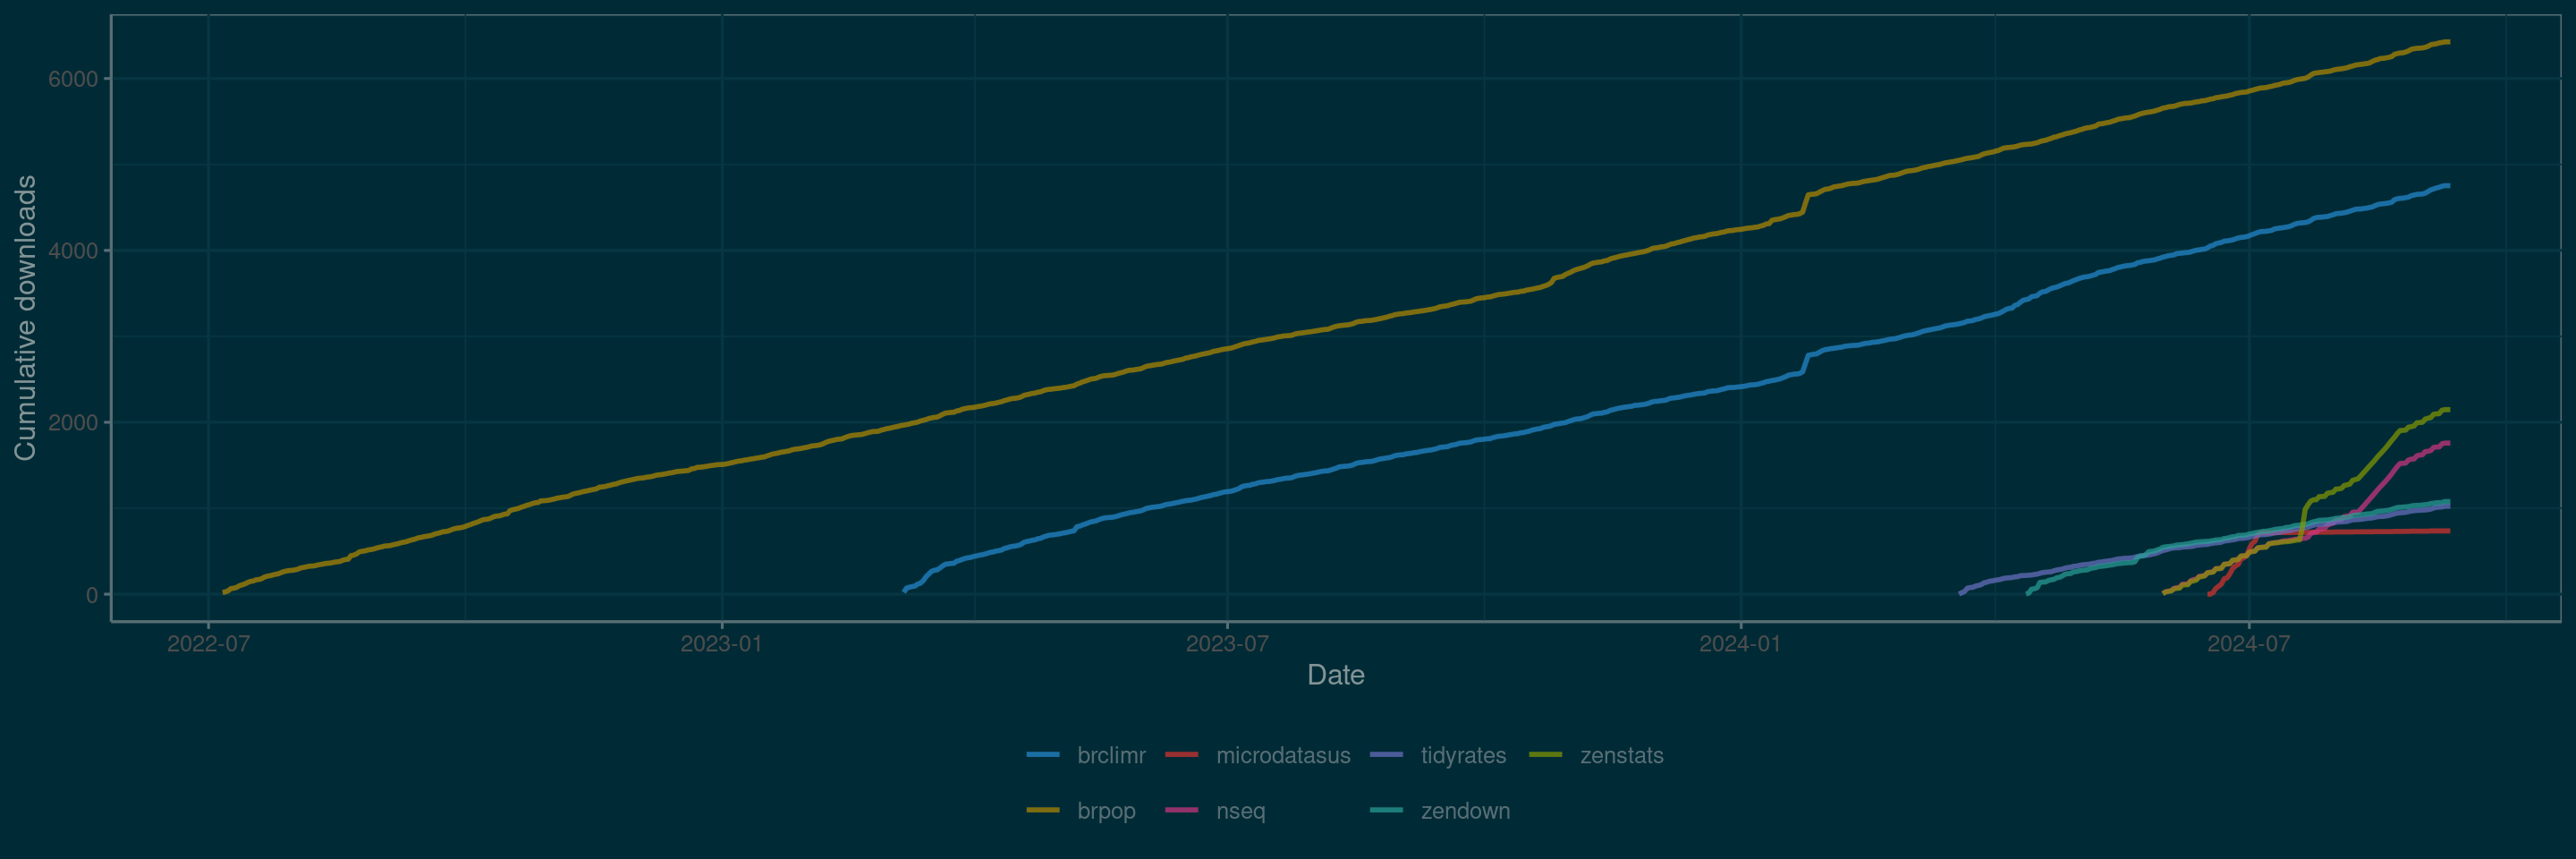 Cumulative downloads
6000
4000
2000
0
2022-07 2023-01 2023-07 2024-01 2024-07
Date
brclimr microdatasus tidyrates zenstats
brpop nseq zendown